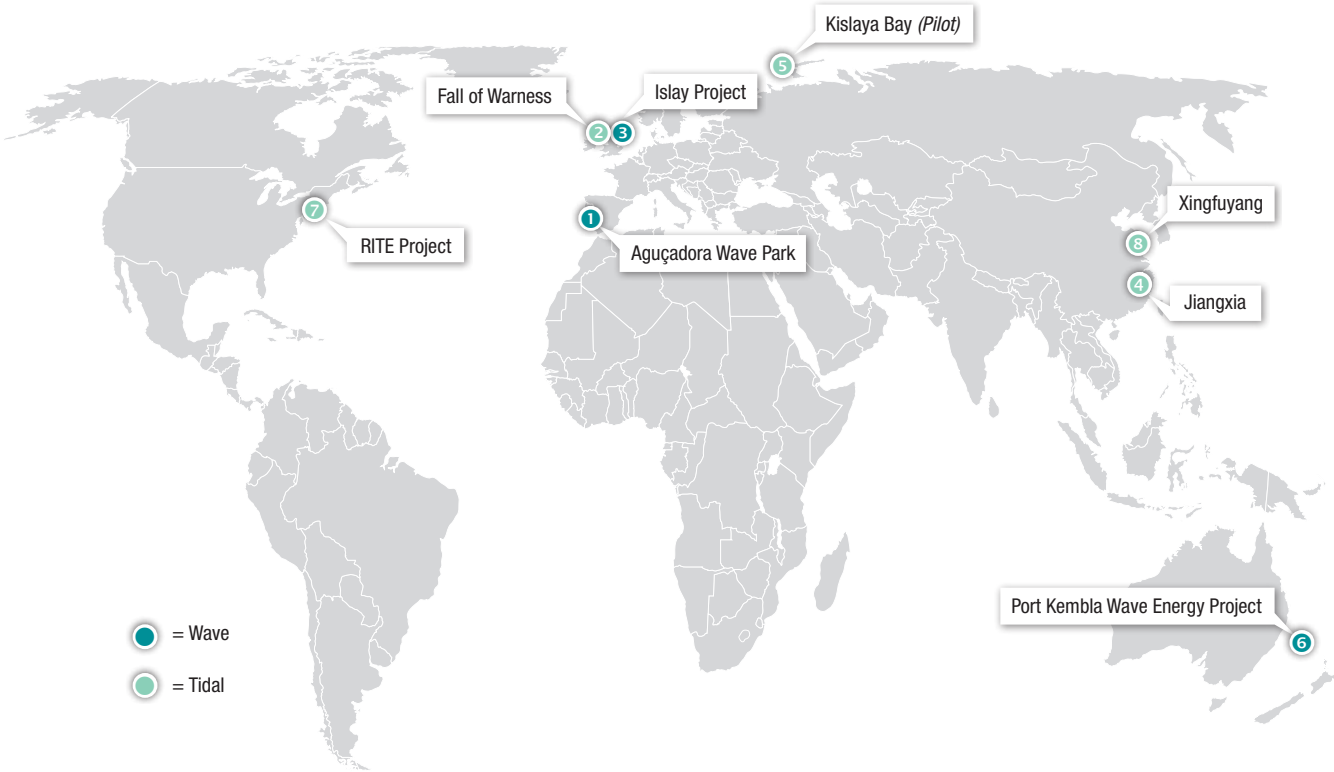 Kislaya Bay (Pilot)
5
Fall of Warness
Islay Project
2
3
Xingfuyang
7
1
RITE Project
Aguçadora Wave Park
8
4
Jiangxia
Port Kembla Wave Energy Project
6
= Wave
= Tidal